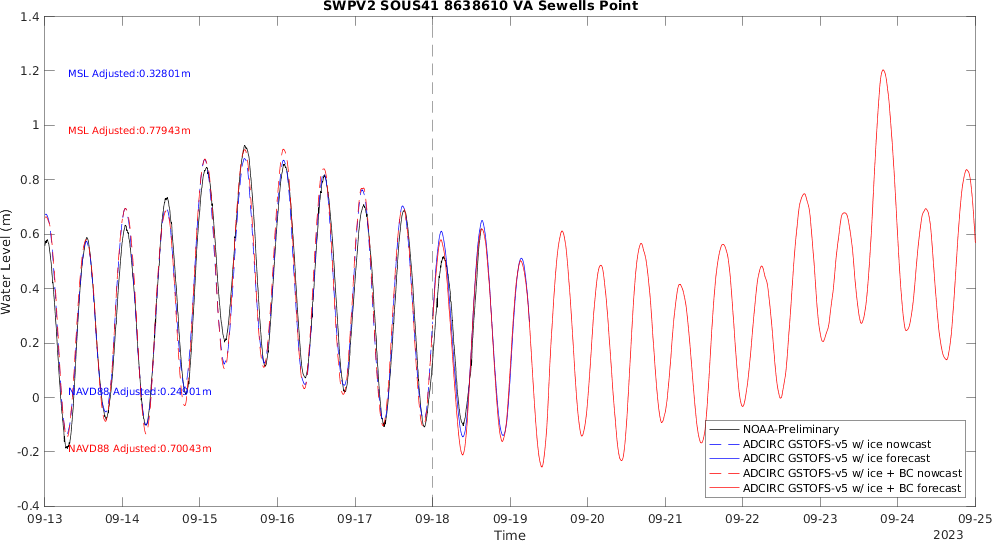 SWPV2 SOUS41 8638610 VA Sewells Point
1.4
1.2
1
0.8
0.6
0.4
0.2
0
-0.2
-0.4
Water Level (m)
MSL Adjusted:0.32801m
MSL Adjusted:0.77943m
NAVD88 Adjusted:0.24901m
NAVD88 Adjusted:0.70043m
NOAA-Preliminary
ADCIRC GSTOFS-v5 w/ ice nowcast
ADCIRC GSTOFS-v5 w/ ice forecast
ADCIRC GSTOFS-v5 w/ ice + BC nowcast
ADCIRC GSTOFS-v5 w/ ice + BC forecast
09-13 09-14 09-15 09-16 09-17 09-18 09-19 09-20 09-21 09-22 09-23 09-24 09-25
Time
2023